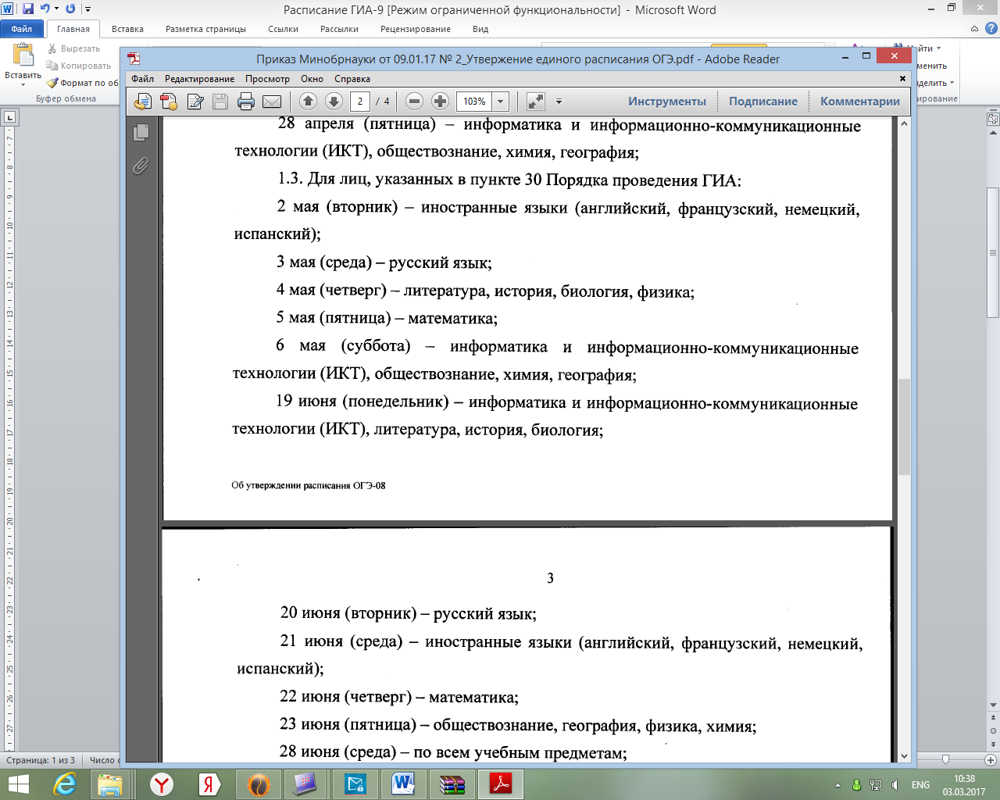 Расписание ГИА-9 [Режим ограниченной функциональности] - Microsoft Word
Файл Главная Вставка Разметка страницы Ссылки Рассылки Рецензирование Вид
Вставить
Вырезать
Копировать
Формат по об
Буфер обмена
Приказ Минобрнауки от 09.01.17 № 2_Утвержение единого расписания ОГЭ.pdf - Adobe Reader
Файл Редактирование Просмотр Окно Справка
2 / 4 103% Инструменты Подписание Комментарии
28 апреля (пятница) – информатика и информационно-коммуникационные
технологии (ИКТ), обществознание, химия, география;
1.3. Для лиц, указанных в пункте 30 Порядка проведения ГИА:
2 мая (вторник) – иностранные языки (английский, французский, немецкий,
испанский);
3 мая (среда) – русский язык;
4 мая (четверг) – литература, история, биология, физика;
5 мая (пятница) – математика;
6 мая (суббота) – информатика и информационно-коммуникационные
технологии (ИКТ), обществознание, химия, география;
19 июня (понедельник) – информатика и информационно-коммуникационные
технологии (ИКТ), литература, история, биология;
Об утверждении расписания ОГЭ-08
3
20 июня (вторник) – русский язык;
21 июня (среда) – иностранные языки (английский, французский, немецкий,
испанский);
22 июня (четверг) – математика;
23 июня (пятница) – обществознание, география, физика, химия;
28 июня (среда) – по всем учебным предметам;
Страница: 1 из 3 Число с
ENG
10:38
03.03.2017